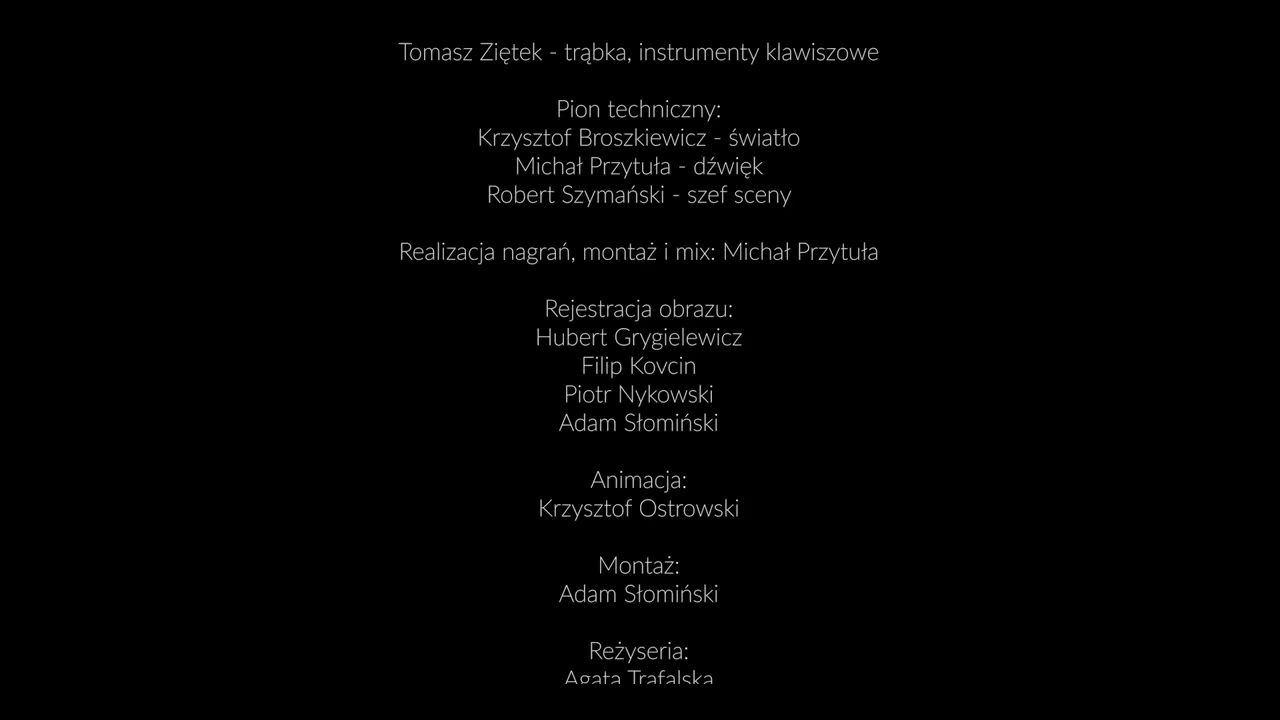 Tomasz Ziętek - trąbka, instrumenty klawiszowe
Pion techniczny:
Krzysztof Broszkiewicz - światło
Michał Przytuła - dźwięk
Robert Szymański - szef sceny
Realizacja nagrań, montaż i mix: Michał Przytuła
Rejestracja obrazu:
Hubert Grygielewicz
Filip Kovcin
Piotr Nykowski
Adam Słomiński
Animacja:
Krzysztof Ostrowski
Montaż:
Adam Słomiński
Reżyseria:
Agata Trafalska